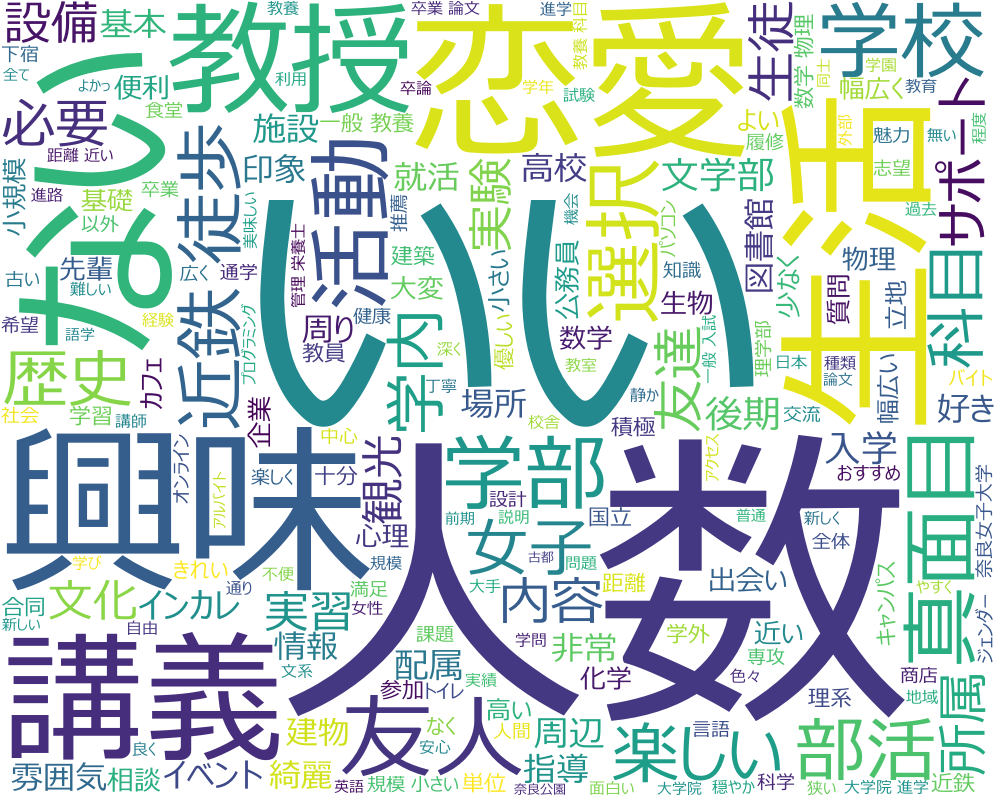 設備
基本
教養
卒業 論文
進学
教養 科目
恋愛
生徒
数学 物理
同士
学校
学園
下宿
全て
よかっ
便利
利用
教授
卒論
学年
試験
幅広く
教育
必要
食堂
施設
一般 教養
よい
履修
外部
魅力
無い
程度
距離 近い
ない
徒歩
印象
活動
就活
実験
高校
選択
文学部
図書館
志望
サポート
小規模
進路
基礎
卒業
以外
美味しい
推薦
機会
パソコン
生活
過去
古い
先輩
難しい
広く
通学
管理 栄養士
建築
大変
小さい
公務員
知識
生物
少なく
物理
質問
立地
科目
希望
語学
経験
近鉄
プログラミング
周り
健康
教員
いい
学内
深く
優しい
数学
教室
一般 入試
理学部
日本
種類
論文
幅広い
バイト
歴史
カフェ
丁寧
場所
静か
友達
後期
交流
好き
社会
学習
講師
企業
校舎
積極
アクセス
入学
おすすめ
興味
オンライン
中心
楽しく
十分
アルバイト
観光
心理
人数
学部
設計
前期
説明
国立
普通
新しく
全体
真面目
奈良女子大学
学び
きれい
通り
不便
規模
女子
古都
問題
大手
距離
出会い
キャンパス
やすく
合同
新しい
文化
インカレ
自由
実習
満足
女性
内容
学外
近い
ジェンダー
講義
情報
文系
課題
配属
実績
学問
非常
専攻
色々
理系
商店
地域
所属
参加
トイレ
化学
建物
友人
なく
安心
高い
人間
周辺
楽しい
言語
部活
良く
雰囲気
相談
イベント
綺麗
英語
規模 小さい
単位
奈良公園
指導
面白い
大学院
穏やか
科学
狭い
大学院 進学
近鉄